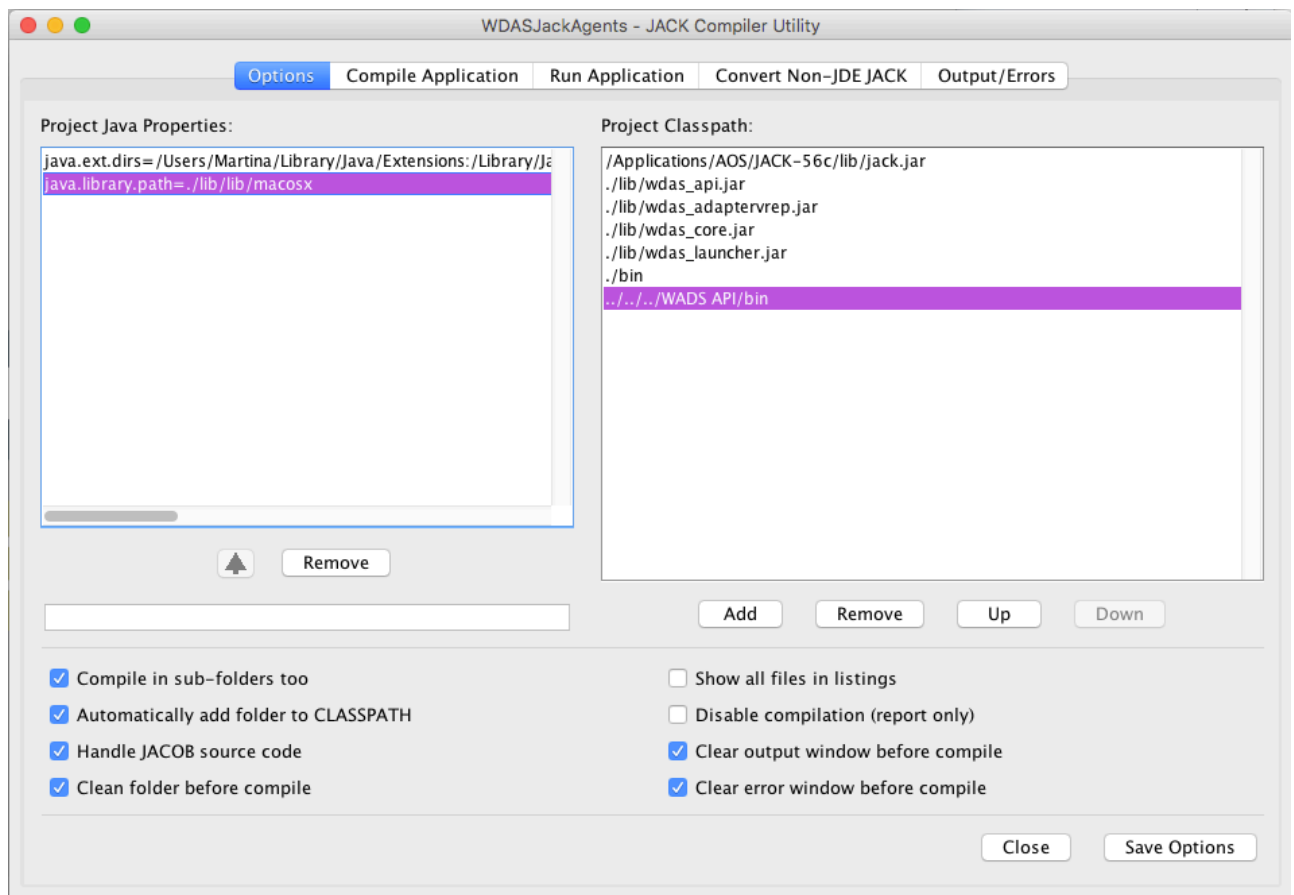 WDASJackAgents - JACK Compiler Utility
Options Compile Application Run Application Convert Non-JDE JACK Output/Errors
Project Java Properties:
java.ext.dirs=/Users/Martina/Library/Java/Extensions:/Library/Ja
java.library.path=./lib/lib/macosx
Remove
Project Classpath:
/Applications/AOS/JACK-56c/lib/jack.jar
./lib/wdas_api.jar
./lib/wdas_adaptervrep.jar
./lib/wdas_core.jar
./lib/wdas_launcher.jar
./bin
../../../WADS API/bin
Add Remove Up Down
Compile in sub-folders too
Automatically add folder to CLASSPATH
Handle JACOB source code
Clean folder before compile
Show all files in listings
Disable compilation (report only)
Clear output window before compile
Clear error window before compile
Close Save Options